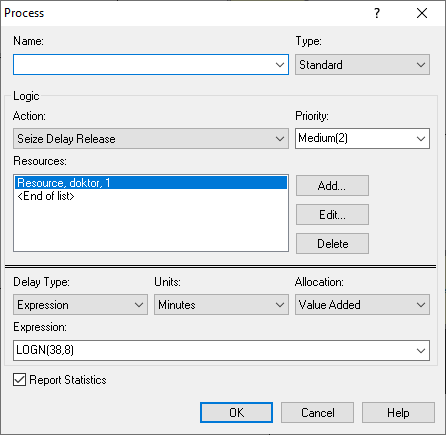 Process
Name:
Type:
Standard
Logic
Action:
Priority:
Seize Delay Release
Medium(2)
Resources:
Resource, doktor, 1
<End of list>
Add...
Edit...
Delete
Delay Type:
Units:
Allocation:
Expression
Minutes
Value Added
Expression:
LOGN(38,8)
Report Statistics
OK
Cancel
Help